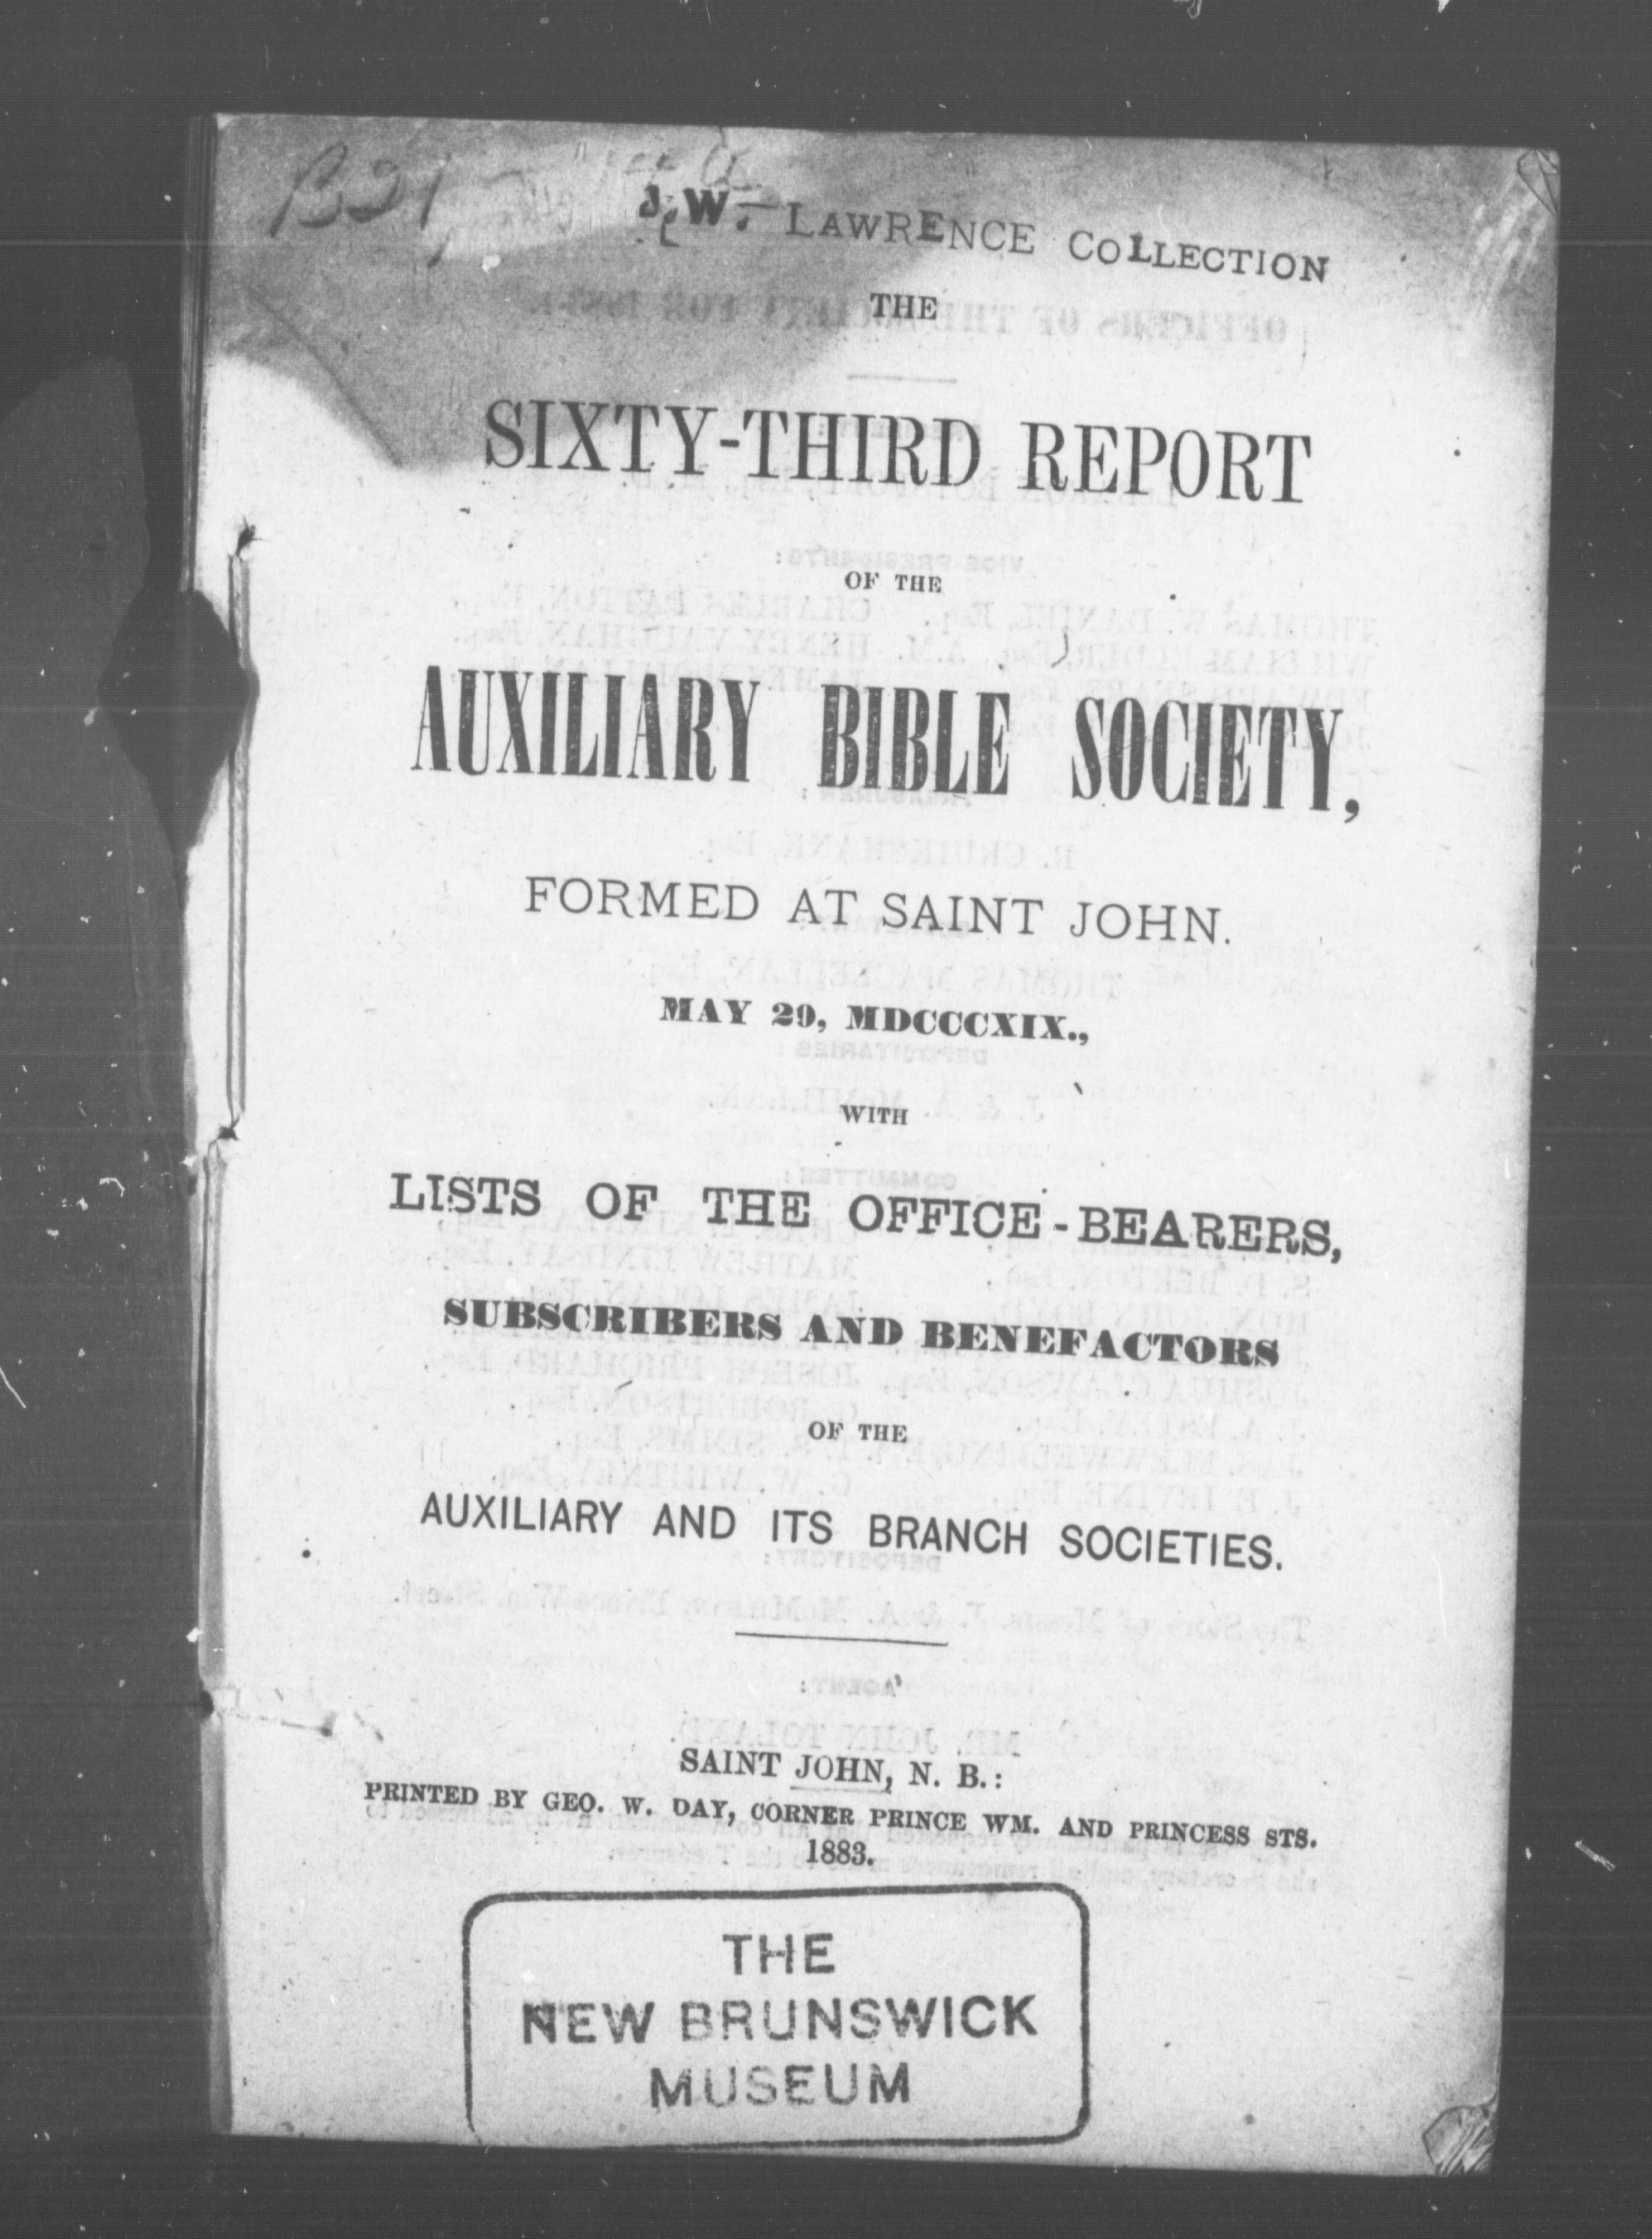 B21
J. W. LAWRENCE COLLECTION
THE
SIXTY-THIRD REPORT
OF THE
AUXILIARY BIBLE SOCIETY,
FORMED AT SAINT JOHN.
MAY 29, MDCCCXIX.,
WITH
LISTS OF THE OFFICE-BEARERS,
SUBSCRIBERS AND BENEFACTORS
OF THE
AUXILIARY AND ITS BRANCH SOCIETIES.
SAINT JOHN, N. B.:
PRINTED BY GEO. W. DAY, CORNER PRINCE WM. AND PRINCESS STS.
1883.
THE
NEW BRUNSWICK
MUSEUM